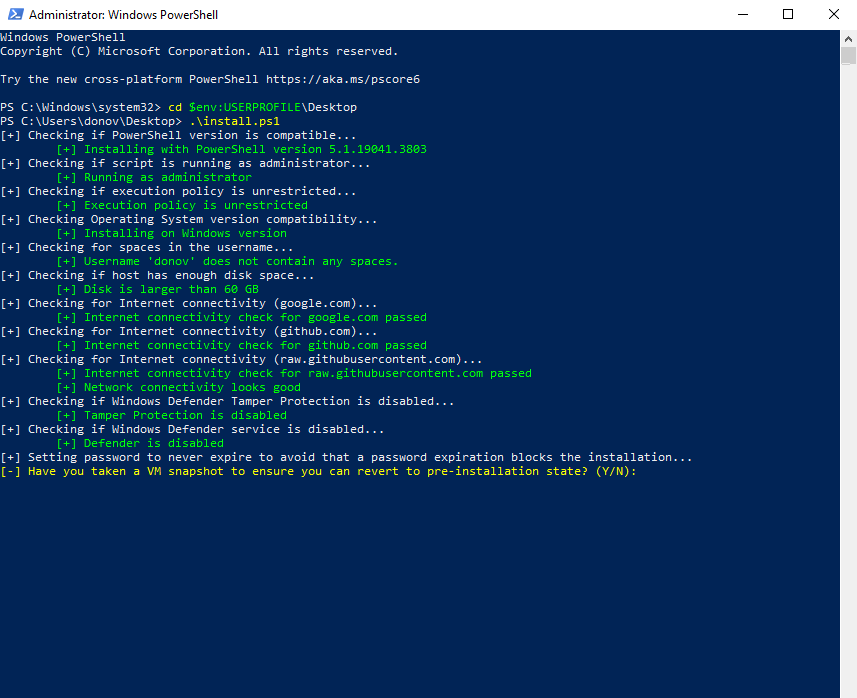 Administrator: Windows PowerShell
Windows PowerShell
Copyright (C) Microsoft Corporation. All rights reserved.
Try the new cross-platform PowerShell https://aka.ms/pscore6
PS C:\Windows\system32> cd $env:USERPROFILE\Desktop
PS C:\Users\donov\Desktop> .\install.ps1
[+] Checking if PowerShell version is compatible...
[+] Installing with PowerShell version 5.1.19041.3803
[+] Checking if script is running as administrator...
[+] Running as administrator
[+] Checking if execution policy is unrestricted...
[+] Execution policy is unrestricted
[+] Checking Operating System version compatibility...
[+] Installing on Windows version
[+] Checking for spaces in the username...
[+] Username 'donov' does not contain any spaces.
[+] Checking if host has enough disk space...
[+] Disk is larger than 60 GB
[+] Checking for Internet connectivity (google.com)...
[+] Internet connectivity check for google.com passed
[+] Checking for Internet connectivity (github.com)...
[+] Internet connectivity check for github.com passed
[+] Checking for Internet connectivity (raw.githubusercontent.com)...
[+] Internet connectivity check for raw.githubusercontent.com passed
[+] Network connectivity looks good
[+] Checking if Windows Defender Tamper Protection is disabled...
[+] Tamper Protection is disabled
[+] Checking if Windows Defender service is disabled...
[+] Defender is disabled
[+] Setting password to never expire to avoid that a password expiration blocks the installation...
[-] Have you taken a VM snapshot to ensure you can revert to pre-installation state? (Y/N):